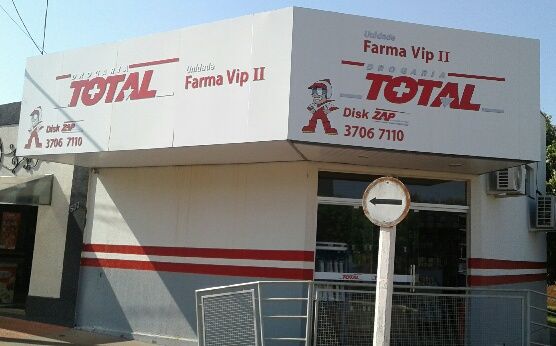 DROGARIA
TOTAL
Unidade
Farma Vip II
Disk ZAP
3706 7110
Unidade
Farma Vip II
DROGARIA
TOTAL
Disk ZAP
3706 7110
TOTAL